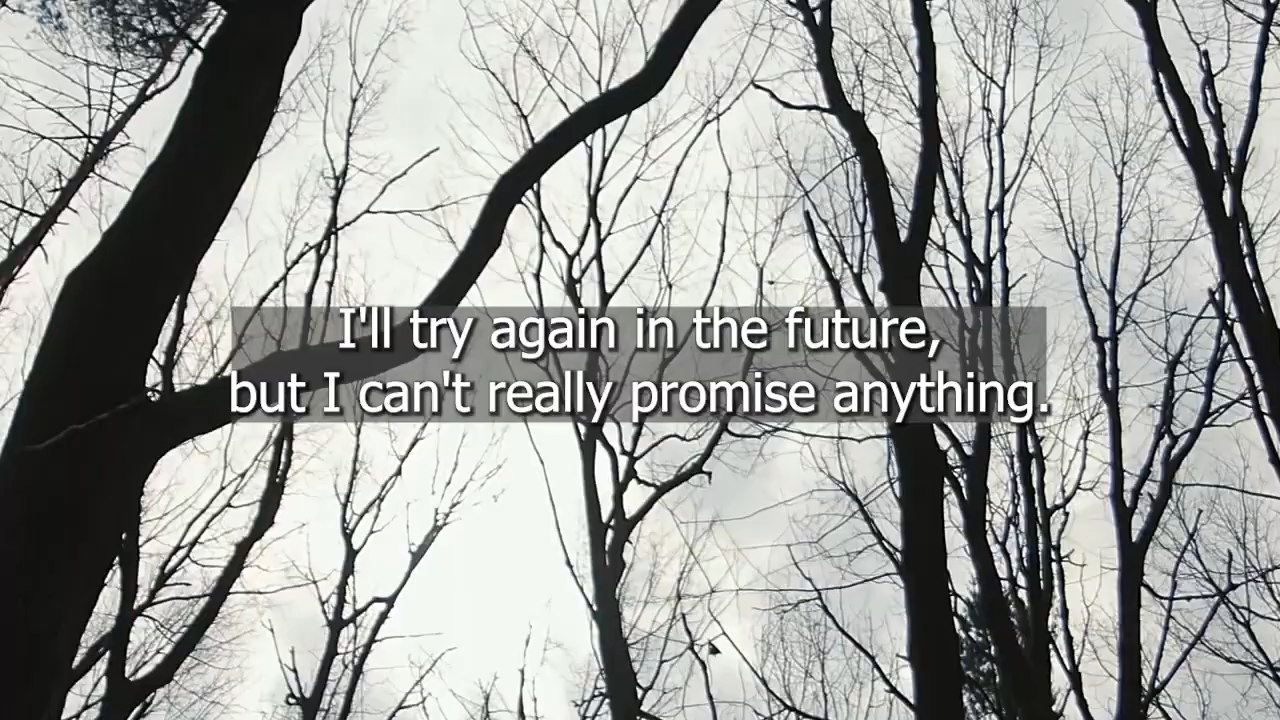 I'll try again in the future,
but I can't really promise anything.